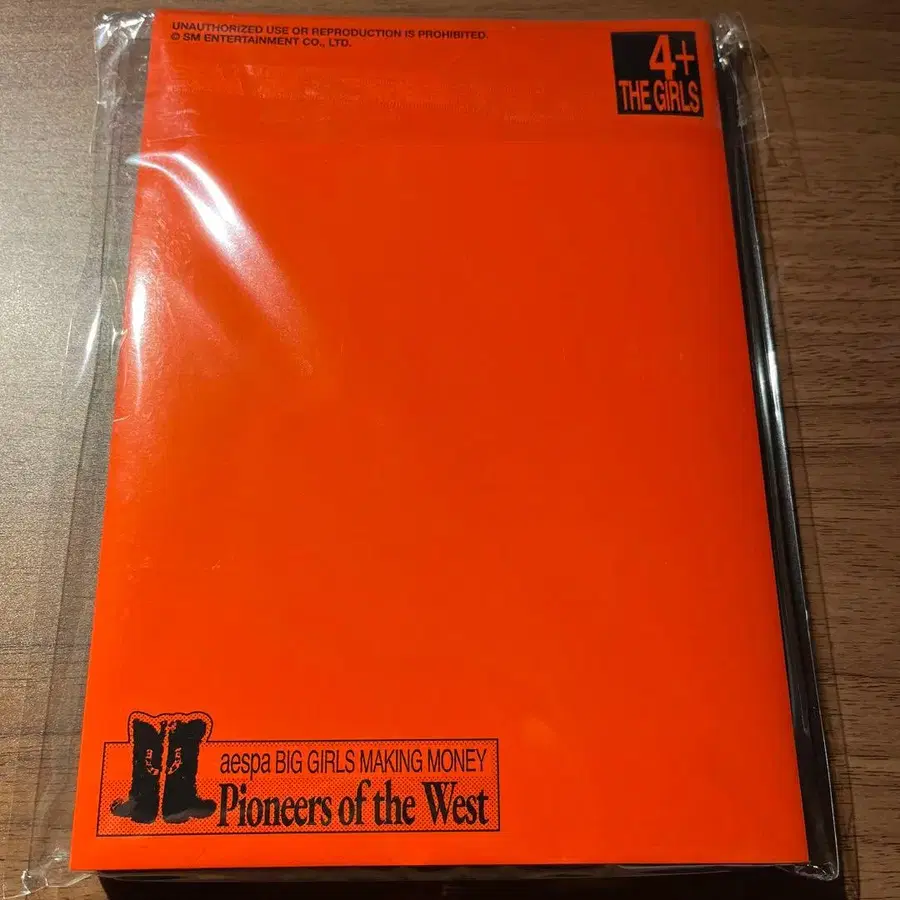 UNAUTHORIZED USE OR REPRODUCTION IS PROHIBITED.
© SM ENTERTAINMENT CO., LTD.
4+
THE GIRLS
aespa BIG GIRLS MAKING MONEY
Pioneers of the West